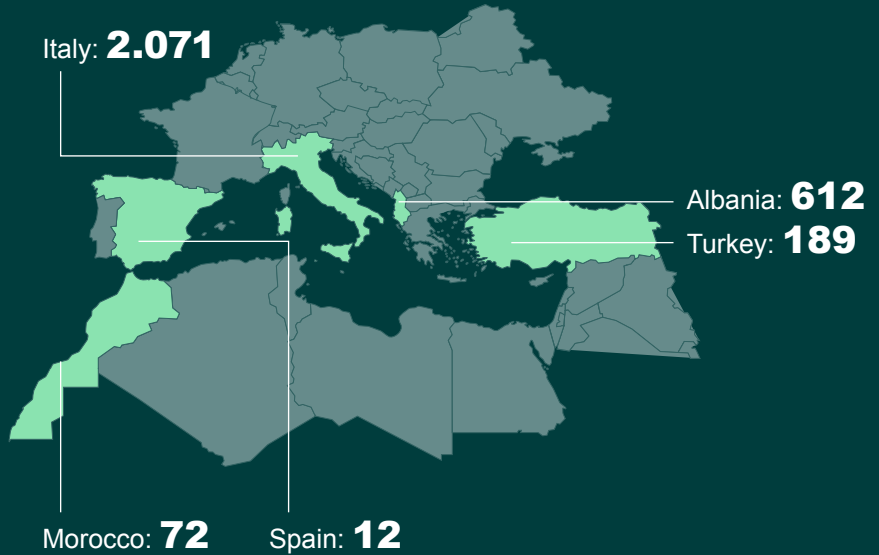 Italy: 2.071
Albania: 612
Turkey: 189
Morocco: 72
Spain: 12